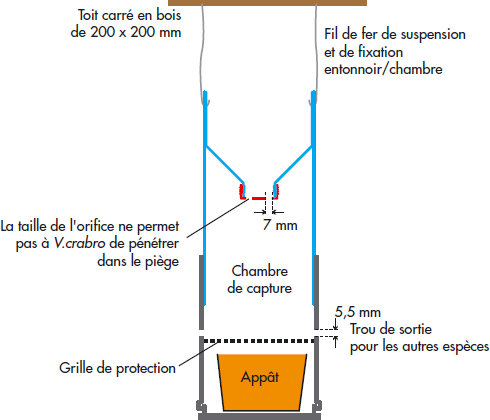 Toit carré en bois
de 200 x 200 mm
Fil de fer de suspension
et de fixation
entonnoir/chambre
La taille de l'orifice ne permet
pas à V.crabro de pénétrer
dans le piège
7 mm
Chambre
de capture
5,5 mm
Trou de sortie
pour les autres espèces
Grille de protection
Appât